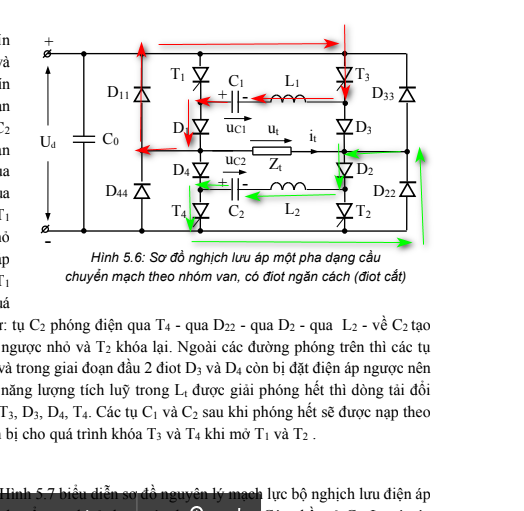 và
C2
T1
T1
+
T1
C1
L1
T3
D11
D33
+
-
D3
uC1
ut
it
Ud
C0
uC2
Zt
D4
D2
D44
D22
+
-
T4
C2
L2
T2
-
Hình 5.6: Sơ đồ nghịch lưu áp một pha dạng cầu
chuyển mạch theo nhóm van, có điot ngăn cách (điot cắt)
r: tụ C2 phóng điện qua T4 - qua D22 - qua D2 - qua L2 - về C2 tạo
ngược nhỏ và T2 khóa lại. Ngoài các đường phóng trên thì các tụ
và trong giai đoạn đầu 2 điot D3 và D4 còn bị đặt điện áp ngược nên
năng lượng tích luỹ trong Lt được giải phóng hết thì dòng tải đổi
T3, D3, D4, T4. Các tụ C1 và C2 sau khi phóng hết sẽ được nạp theo
bị cho quá trình khóa T3 và T4 khi mở T1 và T2 .
Hình 5.7 biểu diễn sơ đồ nguyên lý mạch lực bộ nghịch lưu điện áp